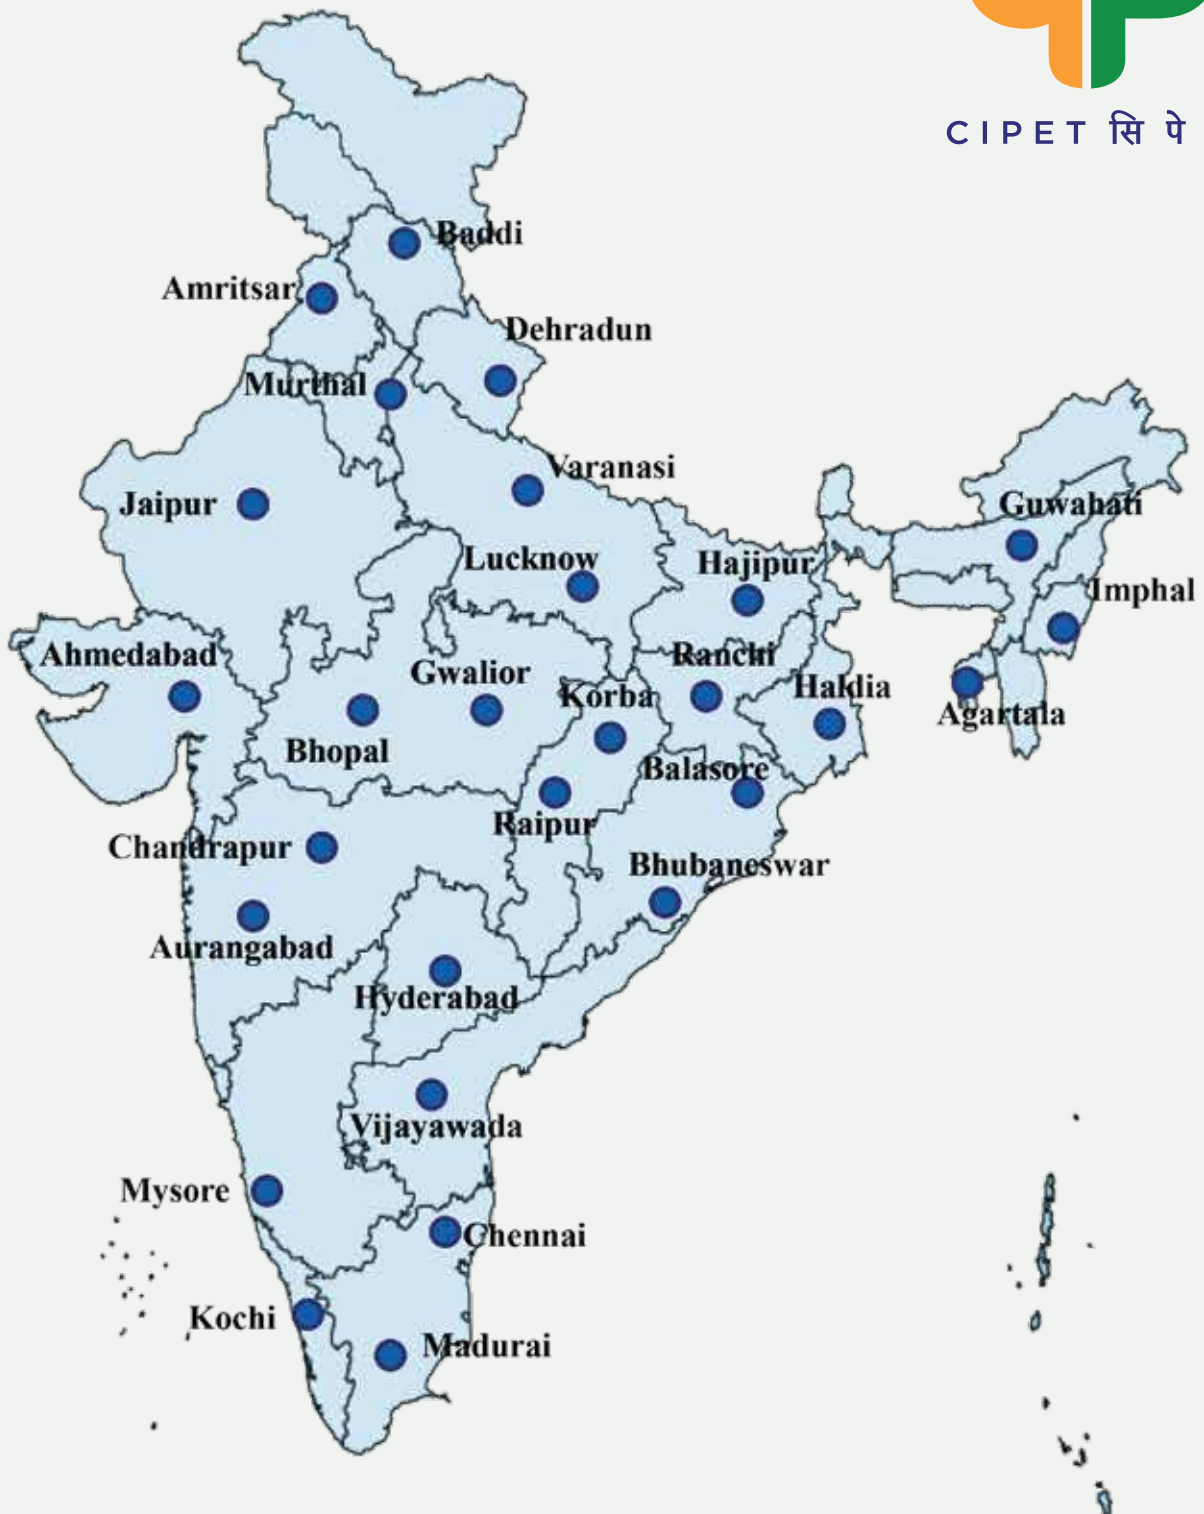 CIPET सि पे
Baddi
Amritsar
Dehradun
Murthal
Varanasi
Jaipur
Guwahati
Lucknow
Hajipur
Imphal
Ahmedabad
Ranchi
Gwalior
Korba
Haldia
Agartala
Bhopal
Balasore
Raipur
Chandrapur
Bhubaneswar
Aurangabad
Hyderabad
Vijayawada
Mysore
Chennai
Kochi
Madurai